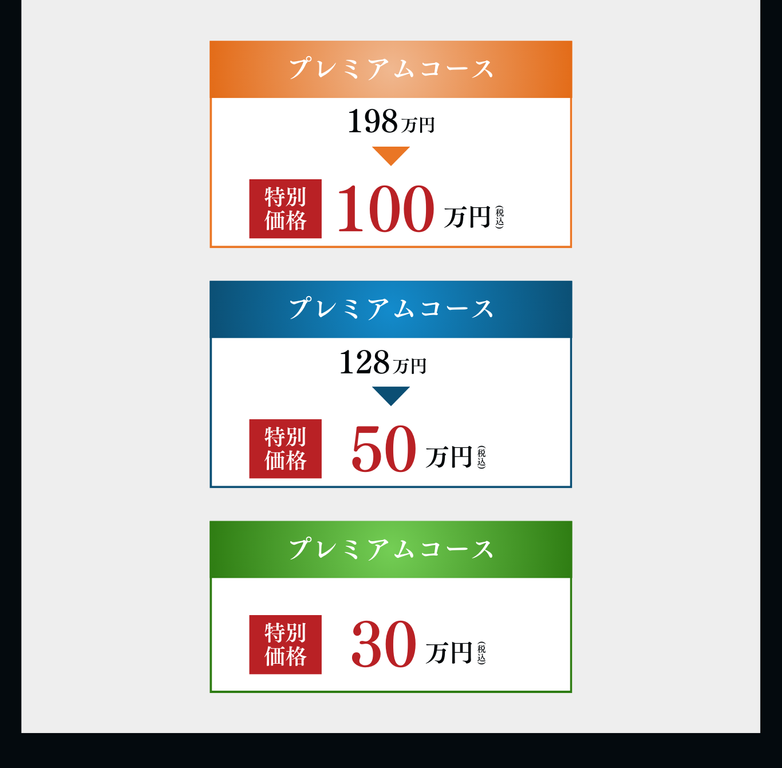 プレミアムコース
198万円
特別
価格
100万円(税込)
プレミアムコース
128万円
特別
価格
50万円(税込)
プレミアムコース
特別
価格
30万円(税込)